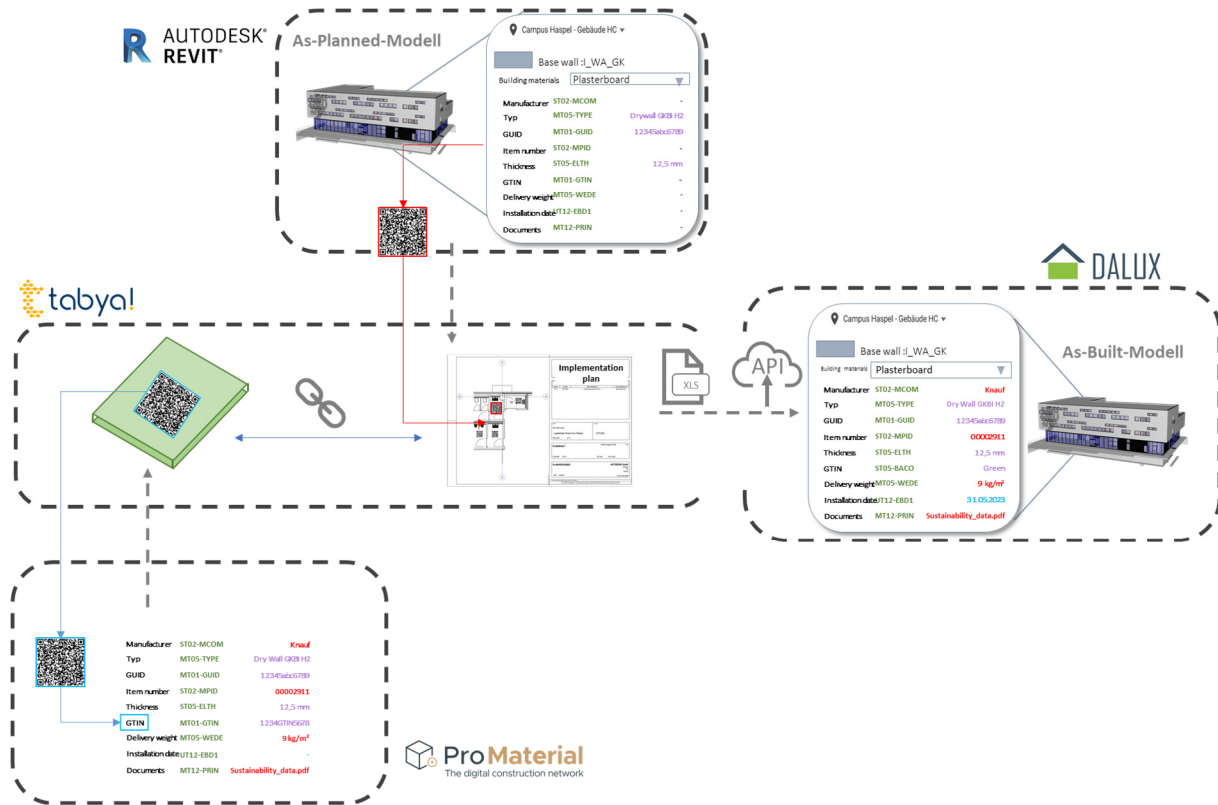 AUTODESK®
REVIT®
As-Planned-Modell
Campus Haspel - Gebäude HC
Base wall :I_WA_GK
Building materials Plasterboard
Manufacturer ST02-MCOM -
Typ MT05-TYPE Drywall GKBI H2
GUID MT01-GUID 12345abc6789
Item number ST02-MPID -
Thickness ST05-ELTH 12,5 mm
GTIN MT01-GTIN -
Delivery weight MT05-WEDE -
Installation date UT12-EBD1 -
Documents MT12-PRIN -
tabya!
Implementation
plan
XLS
API
DALUX
Campus Haspel - Gebäude HC
Base wall :I_WA_GK
Building materials Plasterboard
Manufacturer ST02-MCOM Knauf
Typ MT05-TYPE Dry Wall GKBI H2
GUID MT01-GUID 12345abc6789
Item number ST02-MPID 00002911
Thickness ST05-ELTH 12,5 mm
GTIN ST05-BACO Green
Delivery weight MT05-WEDE 9 kg/m²
Installation date UT12-EBD1 31.05.2023
Documents MT12-PRIN Sustainability_data.pdf
As-Built-Modell
Manufacturer ST02-MCOM Knauf
Typ MT05-TYPE Dry Wall GKBI H2
GUID MT01-GUID 12345abc6789
Item number ST02-MPID 00002911
Thickness ST05-ELTH 12,5 mm
GTIN MT01-GTIN 1234GTIN5678
Delivery weight MT05-WEDE 9 kg/m²
Installation date UT12-EBD1 -
Documents MT12-PRIN Sustainability_data.pdf
ProMaterial
The digital construction network